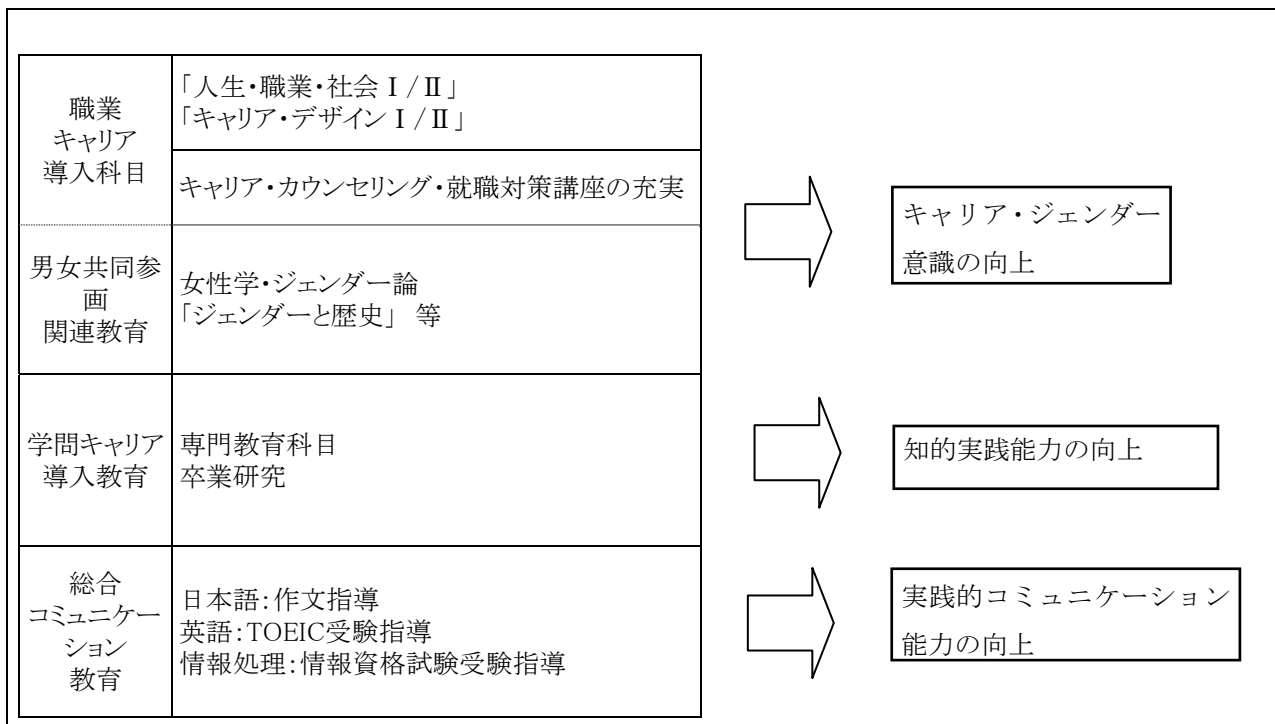 職業
キャリア
導入科目
「人生・職業・社会Ⅰ/Ⅱ」
「キャリア・デザインⅠ/Ⅱ」
キャリア・カウンセリング・就職対策講座の充実
男女共同参
画
関連教育
女性学・ジェンダー論
「ジェンダーと歴史」 等
キャリア・ジェンダー
意識の向上
学問キャリア
導入教育
専門教育科目
卒業研究
知的実践能力の向上
総合
コミュニケー
ション
教育
日本語：作文指導
英語：TOEIC受験指導
情報処理：情報資格試験受験指導
実践的コミュニケーション
能力の向上